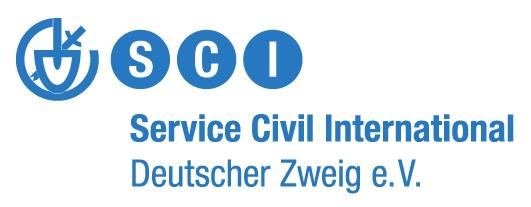 SCI
Service Civil International
Deutscher Zweig e.V.